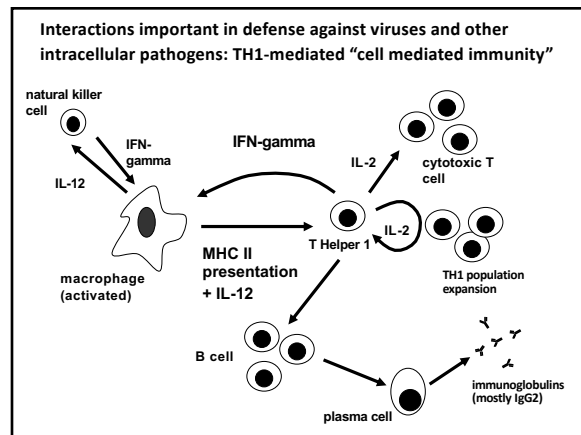 Interactions important in defense against viruses and other
intracellular pathogens: TH1-mediated “cell mediated immunity”
natural killer
cell
IFN-
gamma
IL-12
IFN-gamma
IL-2
cytotoxic T
cell
macrophage
(activated)
MHC II
presentation
+ IL-12
T Helper 1
IL-2
TH1 population
expansion
B cell
plasma cell
immunoglobulins
(mostly IgG2)